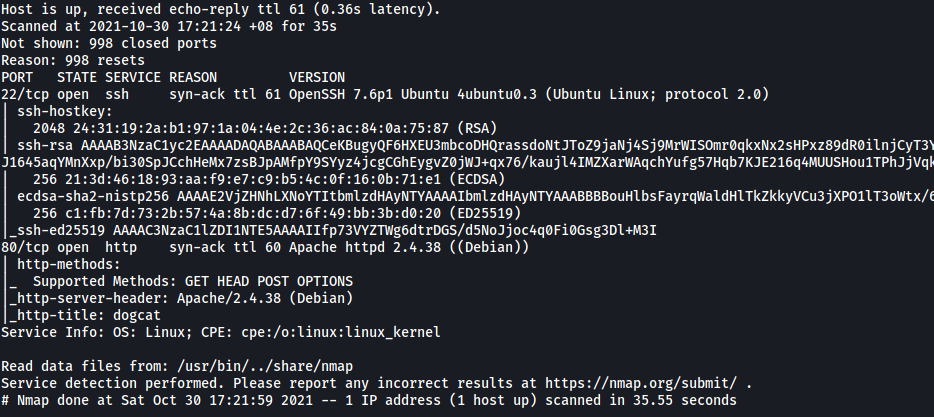 Host is up, received echo-reply ttl 61 (0.36s latency).
Scanned at 2021-10-30 17:21:24 +08 for 35s
Not shown: 998 closed ports
Reason: 998 resets
PORT   STATE SERVICE REASON         VERSION
22/tcp open  ssh     syn-ack ttl 61 OpenSSH 7.6p1 Ubuntu 4ubuntu0.3 (Ubuntu Linux; protocol 2.0)
| ssh-hostkey:
|   2048 24:31:19:2a:b1:97:1a:04:4e:2c:36:ac:84:0a:75:87 (RSA)
| ssh-rsa AAAAB3NzaC1yc2EAAAADAQABAAABAQCeKBugyQF6HXEU3mbcoDHQrassdoNtJToZ9jaNj4Sj9MrWISOmr0qkxNx2sHPxz89dR0ilnjCyT3Y
J1645aqYMnXxp/bi30SpJCchHeMx7zsBJpAMfpY9SYyz4jcgCGhEygvZ0jWJ+qx76/kaujl4IMZXarWAqchYufg57Hqb7KJE216q4MUUSHou1TPhJjVqk
|   256 21:3d:46:18:93:aa:f9:e7:c9:b5:4c:0f:16:0b:71:e1 (ECDSA)
| ecdsa-sha2-nistp256 AAAAE2VjZHNhLXNoYTItbmlzdHAyNTYAAAAIbmlzdHAyNTYAAABBBBouHlbsFayrqWaldHlTkZkkyVCu3jXPO1lT3oWtx/6
|   256 c1:fb:7d:73:2b:57:4a:8b:dc:d7:6f:49:bb:3b:d0:20 (ED25519)
|_ssh-ed25519 AAAAC3NzaC1lZDI1NTE5AAAAIIfp73VYZTWg6dtrDGS/d5NoJjoc4q0Fi0Gsg3Dl+M3I
80/tcp open  http    syn-ack ttl 60 Apache httpd 2.4.38 ((Debian))
| http-methods:
|_  Supported Methods: GET HEAD POST OPTIONS
|_http-server-header: Apache/2.4.38 (Debian)
|_http-title: dogcat
Service Info: OS: Linux; CPE: cpe:/o:linux:linux_kernel

Read data files from: /usr/bin/../share/nmap
Service detection performed. Please report any incorrect results at https://nmap.org/submit/ .
# Nmap done at Sat Oct 30 17:21:59 2021 -- 1 IP address (1 host up) scanned in 35.55 seconds